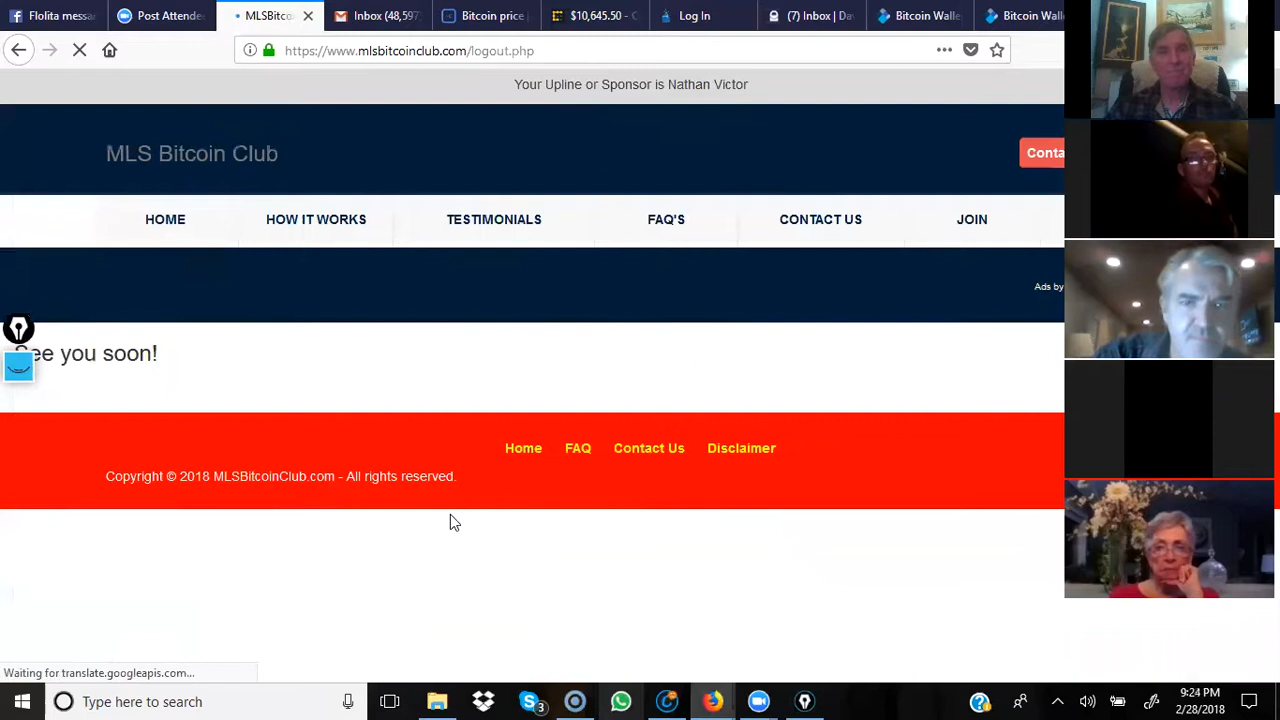 Flolita messa
Post Attende
MLSBitco
Inbox (48,597
Bitcoin price
$10,645.50 - C
Log In
(7) Inbox | Da
Bitcoin Walle
Bitcoin Walle
https://www.mlsbitcoinclub.com/logout.php
Your Upline or Sponsor is Nathan Victor
MLS Bitcoin Club
Conta
HOME
HOW IT WORKS
TESTIMONIALS
FAQ'S
CONTACT US
JOIN
Ads by
See you soon!
Home
FAQ
Contact Us
Disclaimer
Copyright © 2018 MLSBitcoinClub.com - All rights reserved.
Waiting for translate.googleapis.com...
Type here to search
3
9:24 PM
2/28/2018